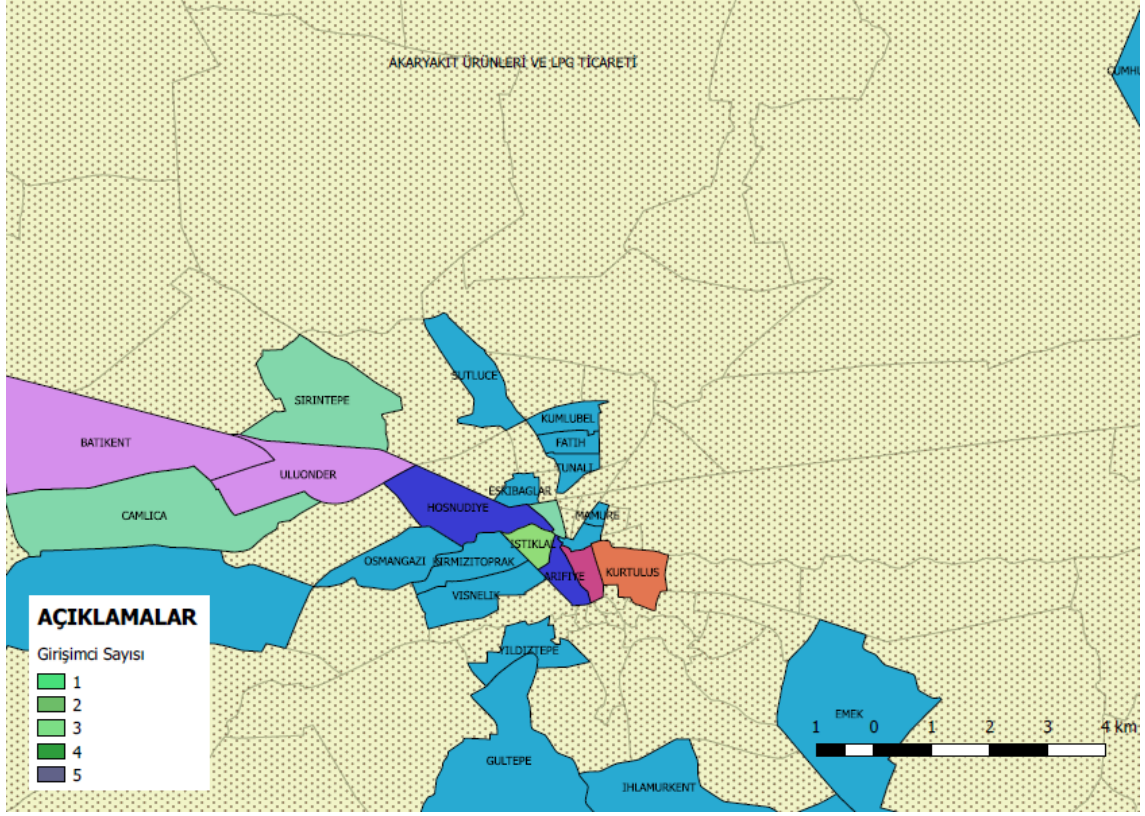 AKARYAKIT ÜRÜNLERİ VE LPG TİCARETİ
CUMHU
SUTLUCE
SIRINTEPE
KUMLUBEL
BATIKENT
FATIH
TUNALI
ULUONDER
ESKIBAGLAR
HOSNUDIYE
CAMLICA
MAMURE
ISTIKLAL
OSMANGAZI
KIRMIZITOPRAK
ARIFIYE
KURTULUS
VISNELIK
YILDIZTEPE
EMEK
GULTEPE
IHLAMURKENT
AÇIKLAMALAR
Girişimci Sayısı
1
2
3
4
5
1 0 1 2 3 4 km